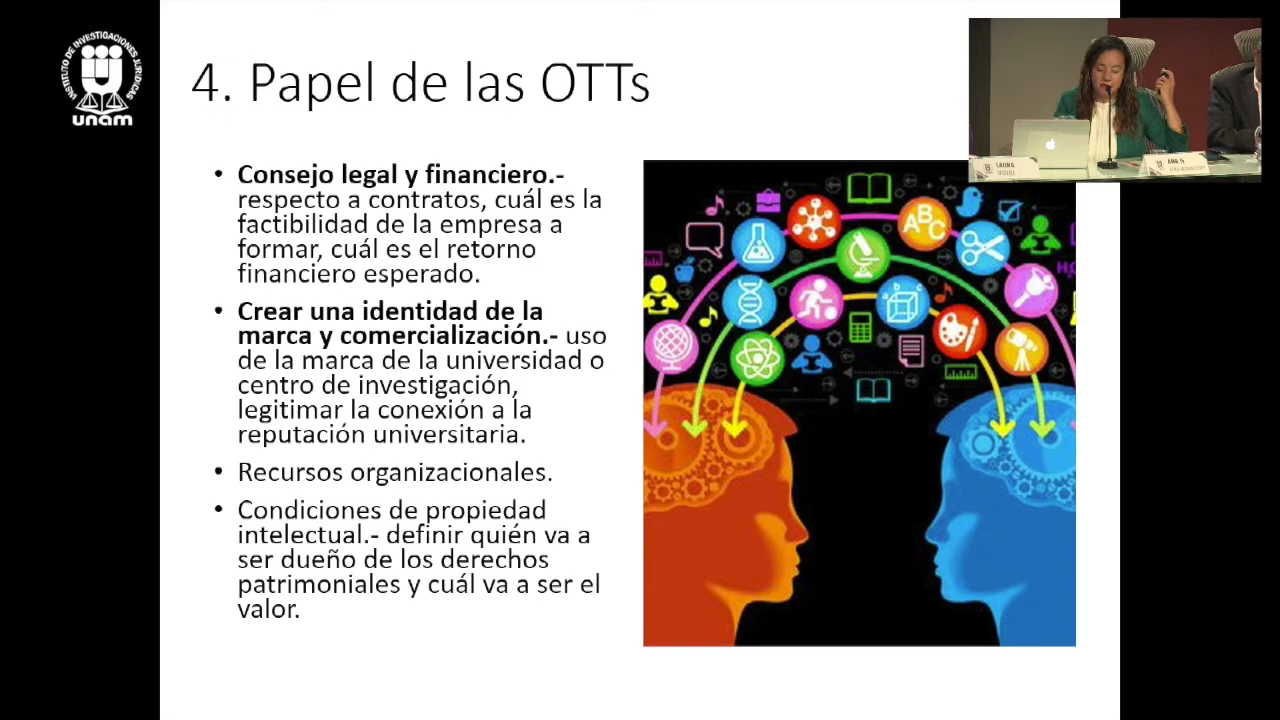 INSTITUTO DE INVESTIGACIONES JURIDICAS
unam
4. Papel de las OTTs
• Consejo legal y financiero.-
respecto a contratos, cuál es la
factibilidad de la empresa a
formar, cuál es el retorno
financiero esperado.
• Crear una identidad de la
marca y comercialización.- uso
de la marca de la universidad o
centro de investigación,
legitimar la conexión a la
reputación universitaria.
• Recursos organizacionales.
• Condiciones de propiedad
intelectual.- definir quién va a
ser dueño de los derechos
patrimoniales y cuál va a ser el
valor.
ABC
a b
c
ANA G.